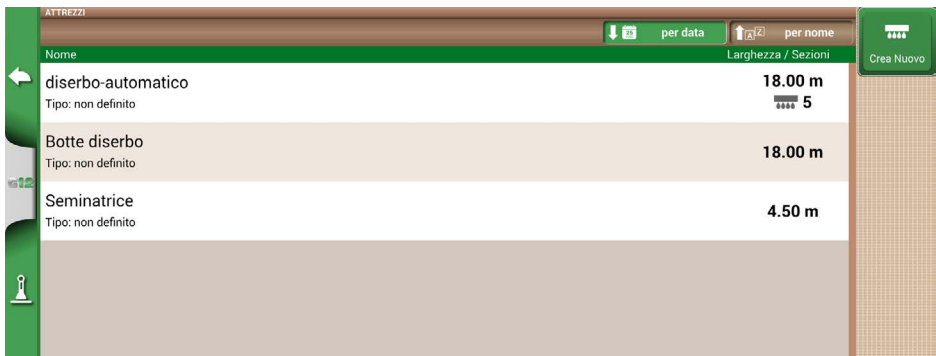 ATTREZZI
per data
per nome
Nome
Larghezza / Sezioni
Crea Nuovo
diserbo-automatico
18.00 m
Tipo: non definito
5
Botte diserbo
18.00 m
Tipo: non definito
Seminatrice
4.50 m
Tipo: non definito